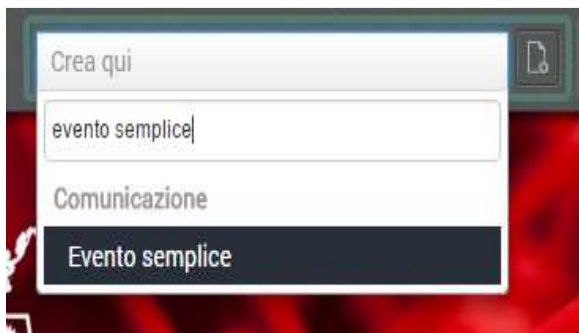 Crea qui
evento semplice
Comunicazione
Evento semplice